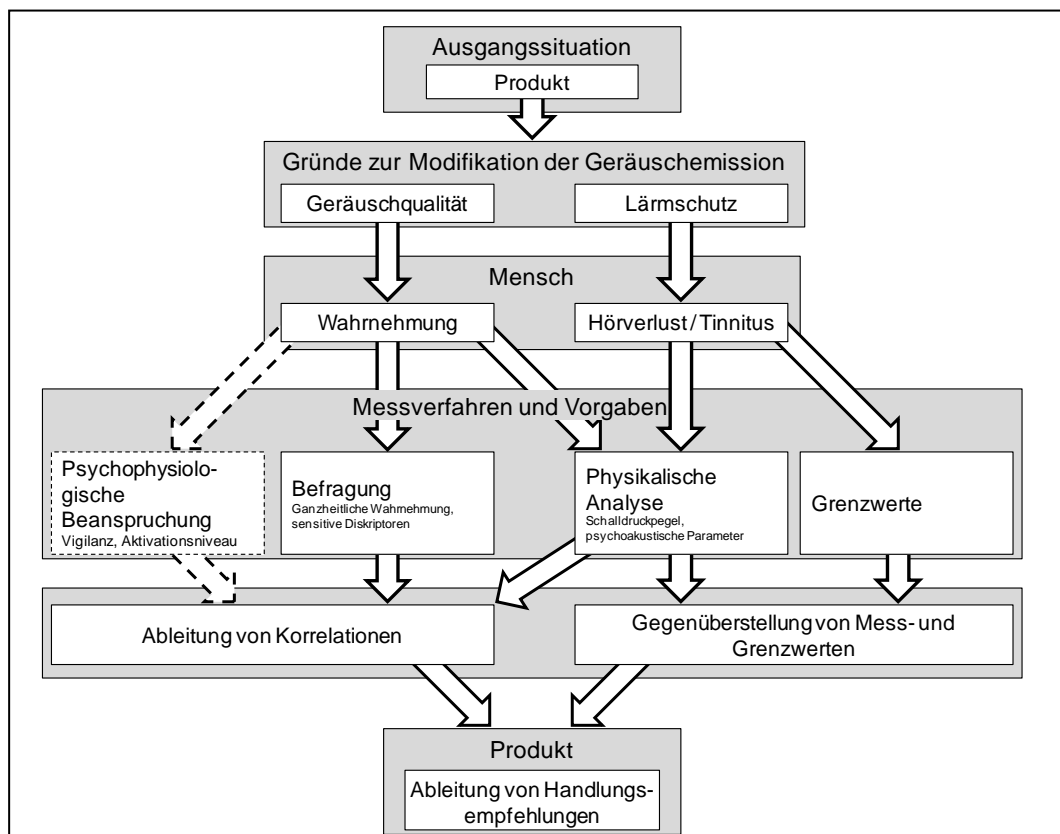 Ausgangssituation
Produkt
Gründe zur Modifikation der Geräuschemission
Geräuschqualität
Lärmschutz
Mensch
Wahrnehmung
Hörverlust / Tinnitus
Messverfahren und Vorgaben
Psychophysiolo-
gische
Beanspruchung
Vigilanz, Aktivationsniveau
Befragung
Ganzheitliche Wahrnehmung,
sensitive Diskriptoren
Physikalische
Analyse
Schalldruckpegel,
psychoakustische Parameter
Grenzwerte
Ableitung von Korrelationen
Gegenüberstellung von Mess- und
Grenzwerten
Produkt
Ableitung von Handlungs-
empfehlungen